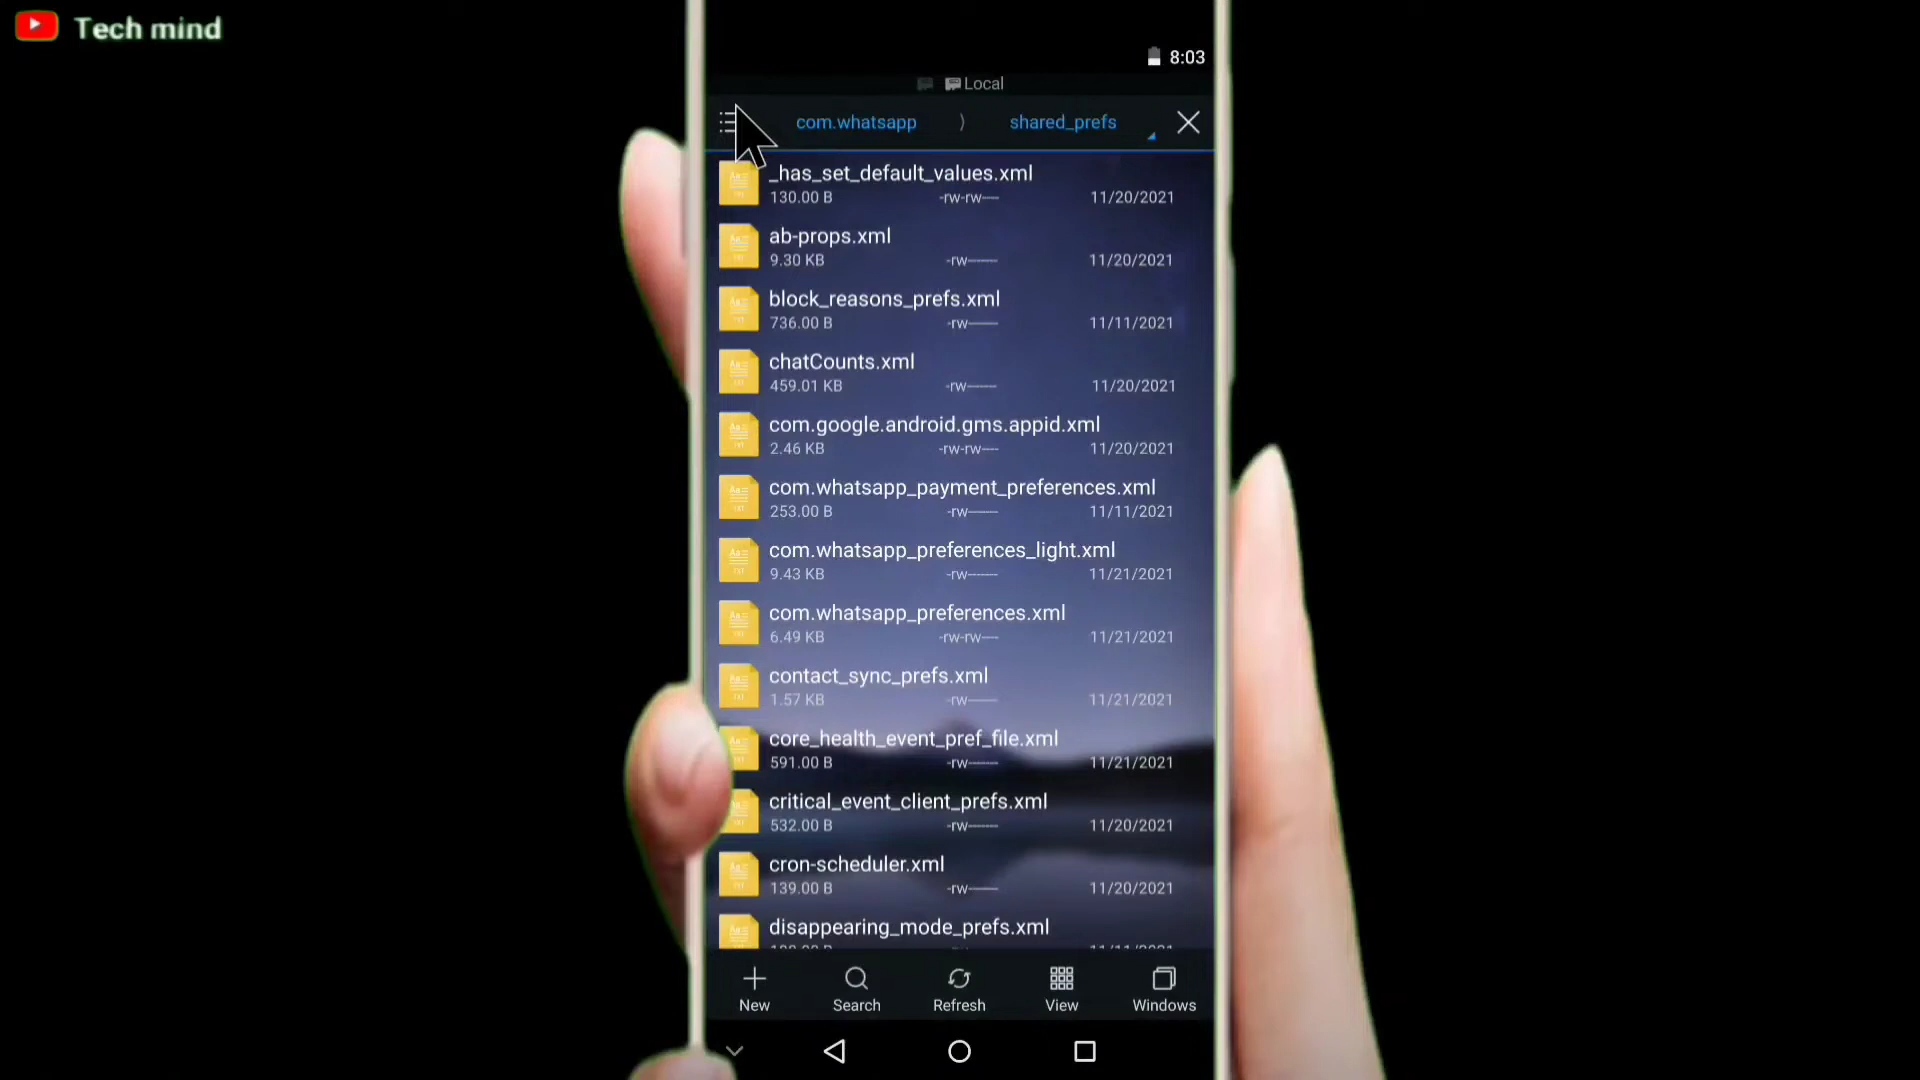 Tech mind
8:03
Local
com.whatsapp ⟩ shared_prefs
_has_set_default_values.xml
130.00 B -rw-rw---- 11/20/2021
ab-props.xml
9.30 KB -rw------- 11/20/2021
block_reasons_prefs.xml
736.00 B -rw------- 11/11/2021
chatCounts.xml
459.01 KB -rw------- 11/20/2021
com.google.android.gms.appid.xml
2.46 KB -rw-rw---- 11/20/2021
com.whatsapp_payment_preferences.xml
253.00 B -rw------- 11/11/2021
com.whatsapp_preferences_light.xml
9.43 KB -rw------- 11/21/2021
com.whatsapp_preferences.xml
6.49 KB -rw-rw---- 11/21/2021
contact_sync_prefs.xml
1.57 KB -rw------- 11/21/2021
core_health_event_pref_file.xml
591.00 B -rw------- 11/21/2021
critical_event_client_prefs.xml
532.00 B -rw------- 11/20/2021
cron-scheduler.xml
139.00 B -rw------- 11/20/2021
disappearing_mode_prefs.xml
New Search Refresh View Windows